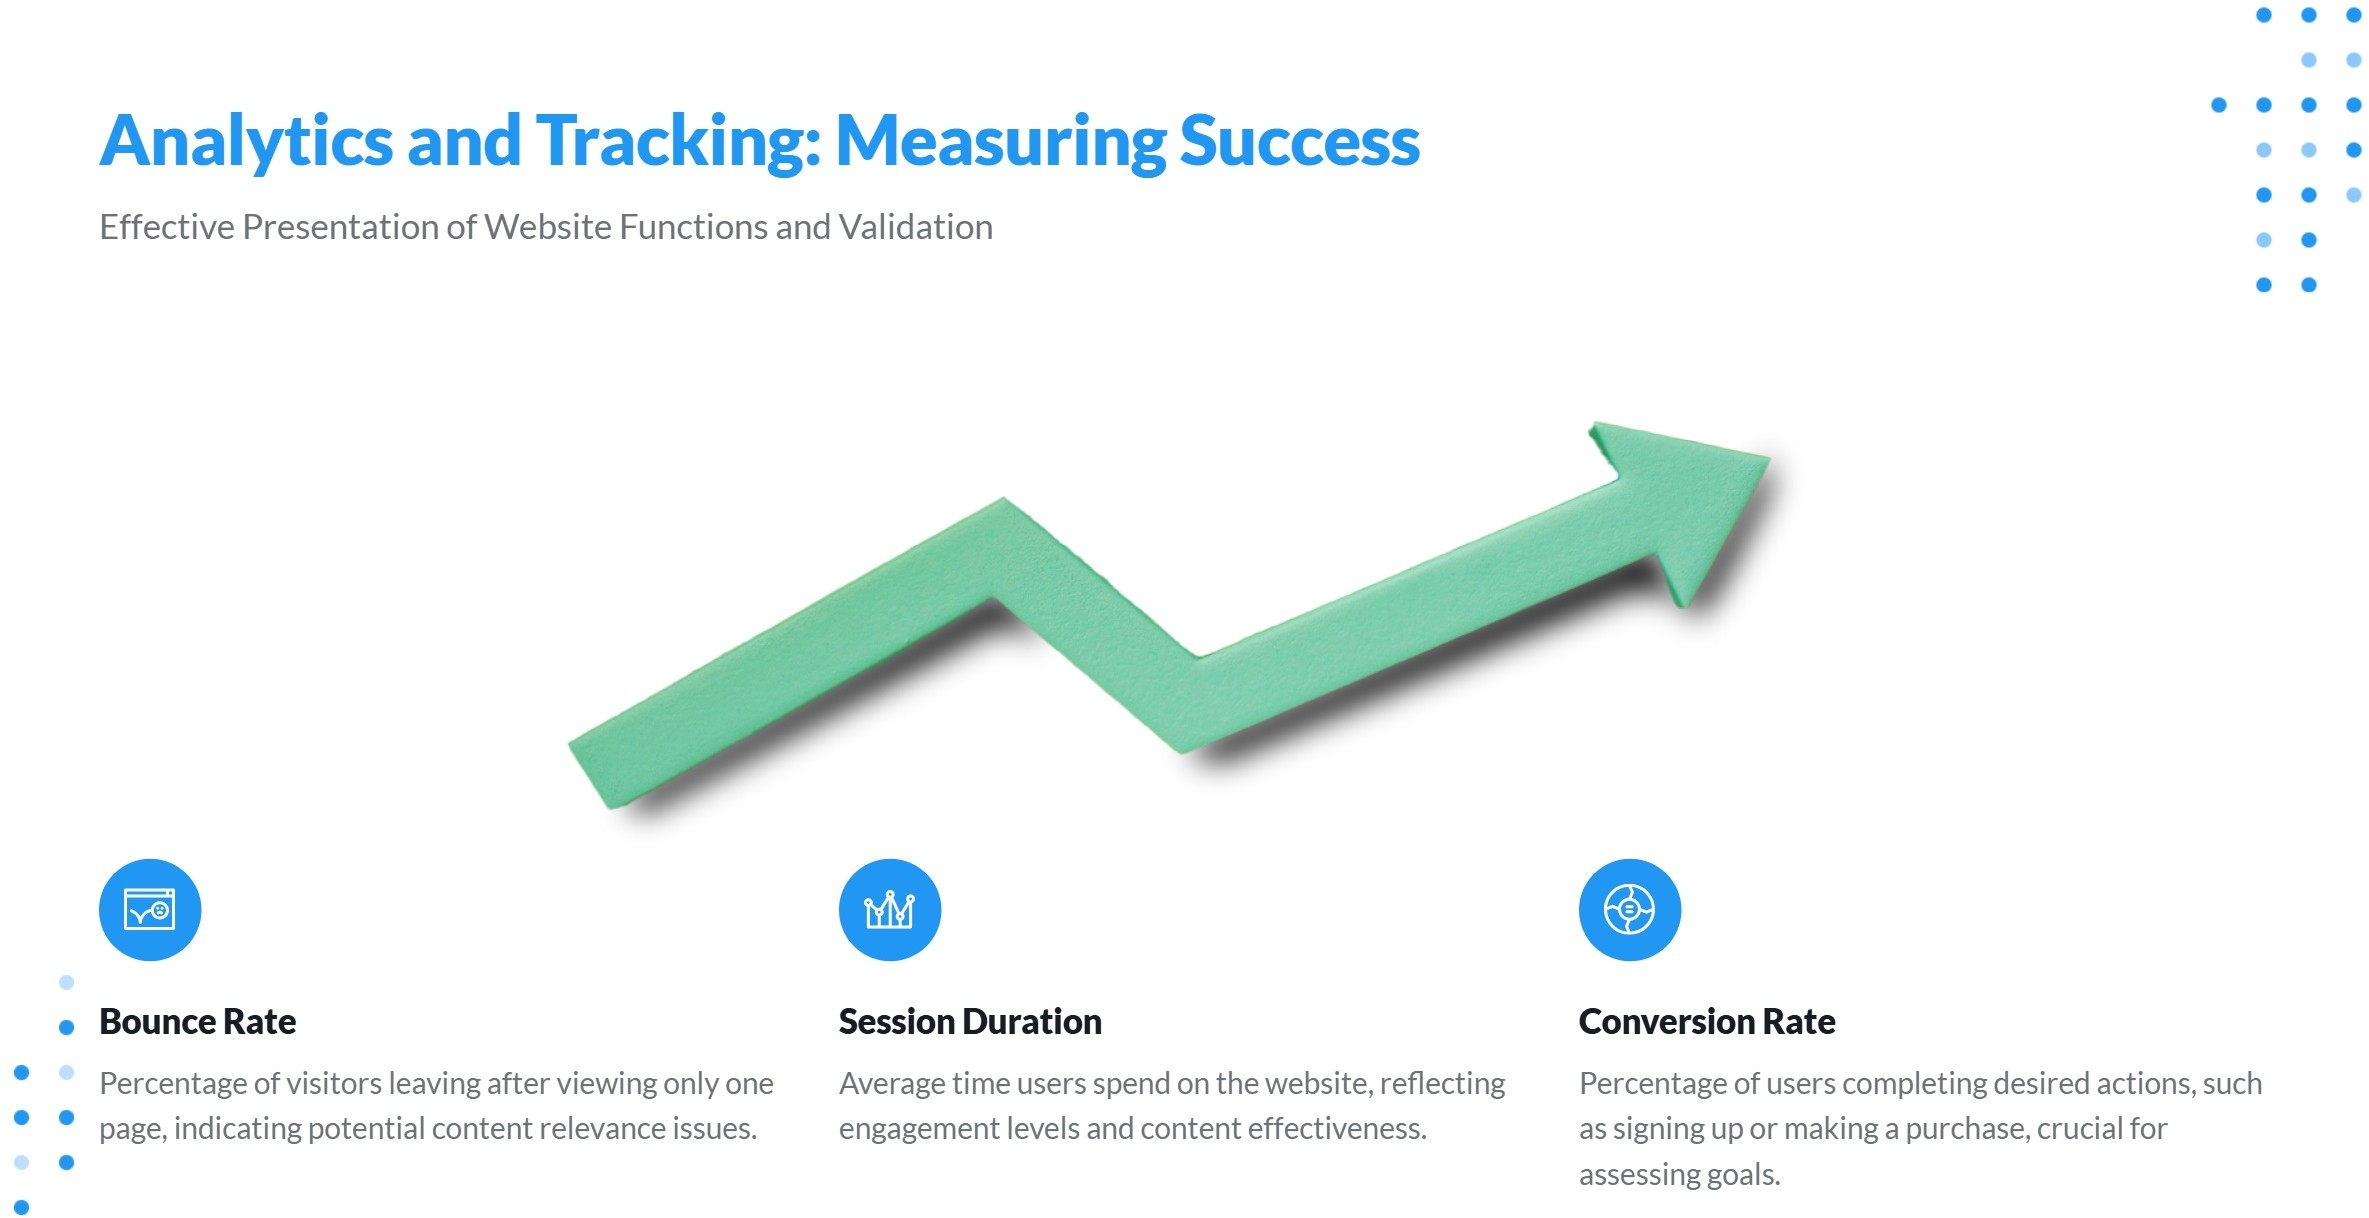 Analytics and Tracking: Measuring Success
Effective Presentation of Website Functions and Validation
Bounce Rate
Percentage of visitors leaving after viewing only one
page, indicating potential content relevance issues.
Session Duration
Average time users spend on the website, reflecting
engagement levels and content effectiveness.
Conversion Rate
Percentage of users completing desired actions, such
as signing up or making a purchase, crucial for
assessing goals.